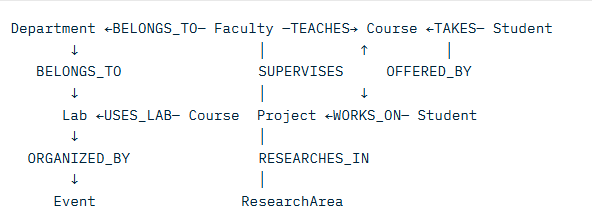 Department ←BELONGS_TO— Faculty —TEACHES→ Course ←TAKES— Student
↓ | ↑ |
BELONGS_TO SUPERVISES OFFERED_BY
↓ | ↓
Lab ←USES_LAB— Course Project ←WORKS_ON— Student
↓ |
ORGANIZED_BY RESEARCHES_IN
↓ |
Event ResearchArea